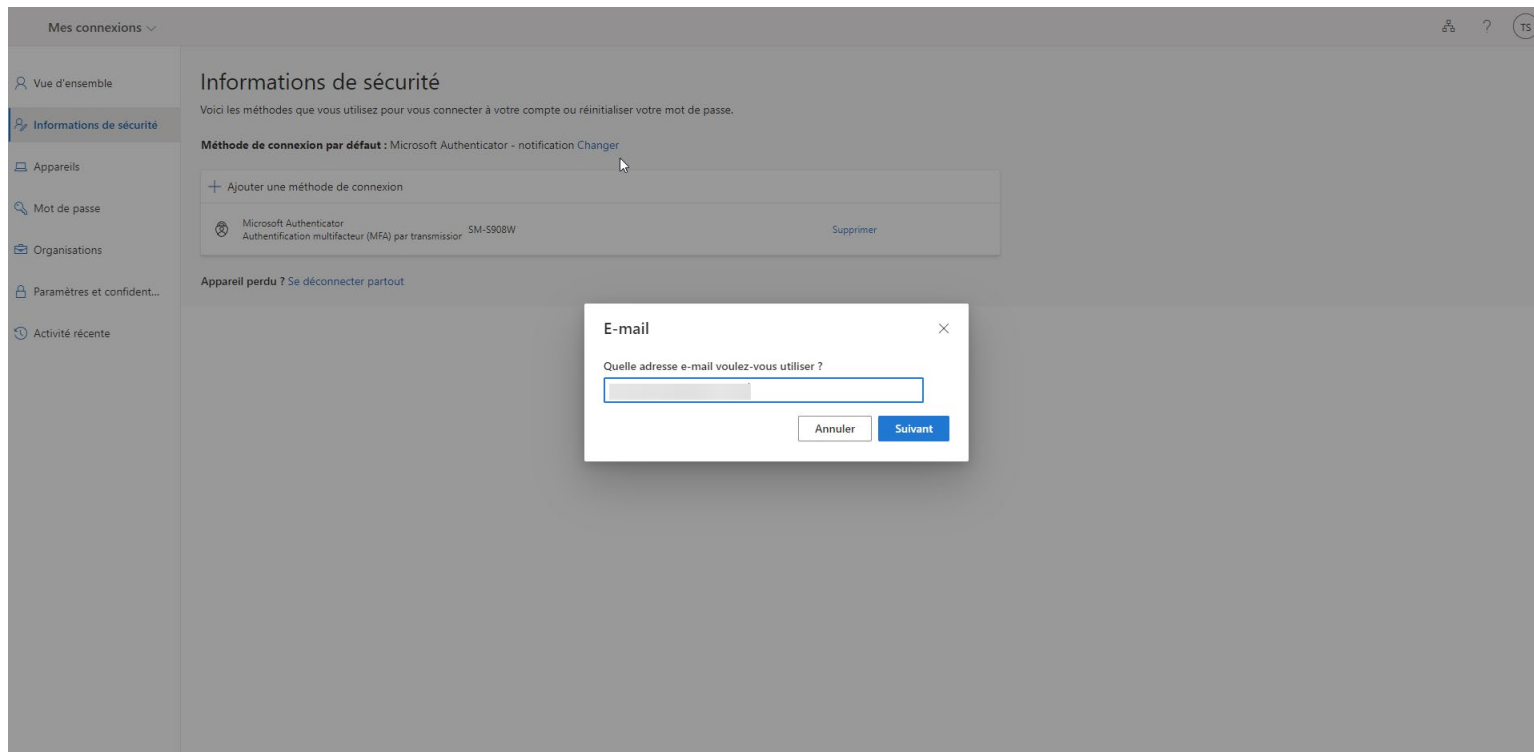 Mes connexions
?
TS
Vue d'ensemble
Informations de sécurité
Appareils
Mot de passe
Organisations
Paramètres et confident...
Activité récente
Informations de sécurité
Voici les méthodes que vous utilisez pour vous connecter à votre compte ou réinitialiser votre mot de passe.
Méthode de connexion par défaut : Microsoft Authenticator - notification Changer
+ Ajouter une méthode de connexion
Microsoft Authenticator
Authentification multifacteur (MFA) par transmissior SM-S908W Supprimer
Appareil perdu ? Se déconnecter partout
E-mail
Quelle adresse e-mail voulez-vous utiliser ?
Annuler Suivant